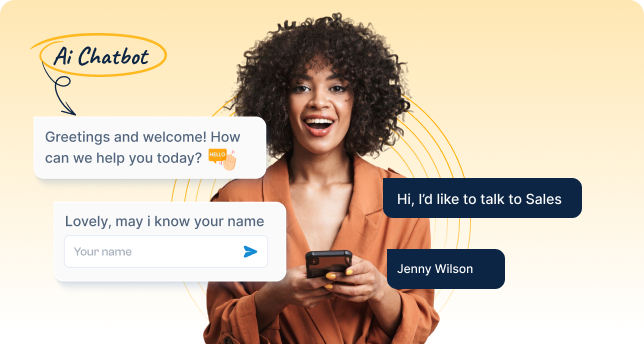 Ai Chatbot
Greetings and welcome! How
can we help you today?
HELLO
Hi, I'd like to talk to Sales
Lovely, may i know your name
Your name
Jenny Wilson